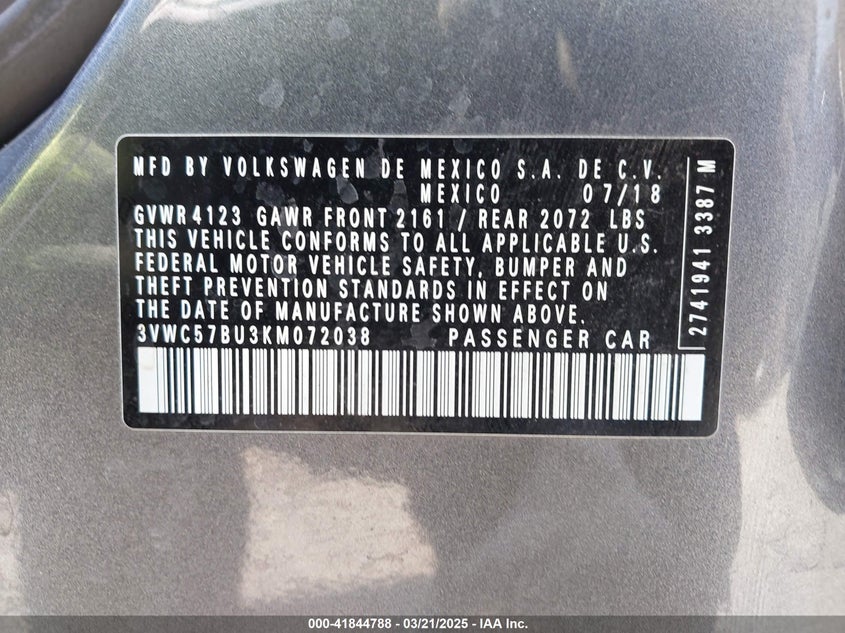 MFD BY VOLKSWAGEN DE MEXICO S.A. DE C.V.
MEXICO 07/18
GVWR 4123 GAWR FRONT 2161 / REAR 2072 LBS
THIS VEHICLE CONFORMS TO ALL APPLICABLE U.S.
FEDERAL MOTOR VEHICLE SAFETY, BUMPER AND
THEFT PREVENTION STANDARDS IN EFFECT ON
THE DATE OF MANUFACTURE SHOWN ABOVE.
3VWC57BU3KM072038 PASSENGER CAR
2741941 3387 M
000-41844788 - 03/21/2025 - IAA Inc.